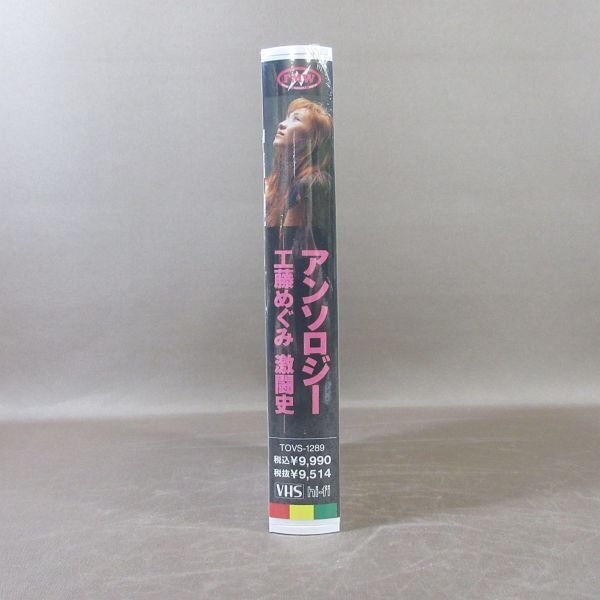 FMW
アンソロジー
工藤めぐみ 激闘史
TOVS-1289
税込¥9,990
税抜¥9,514
VHS hi-fi